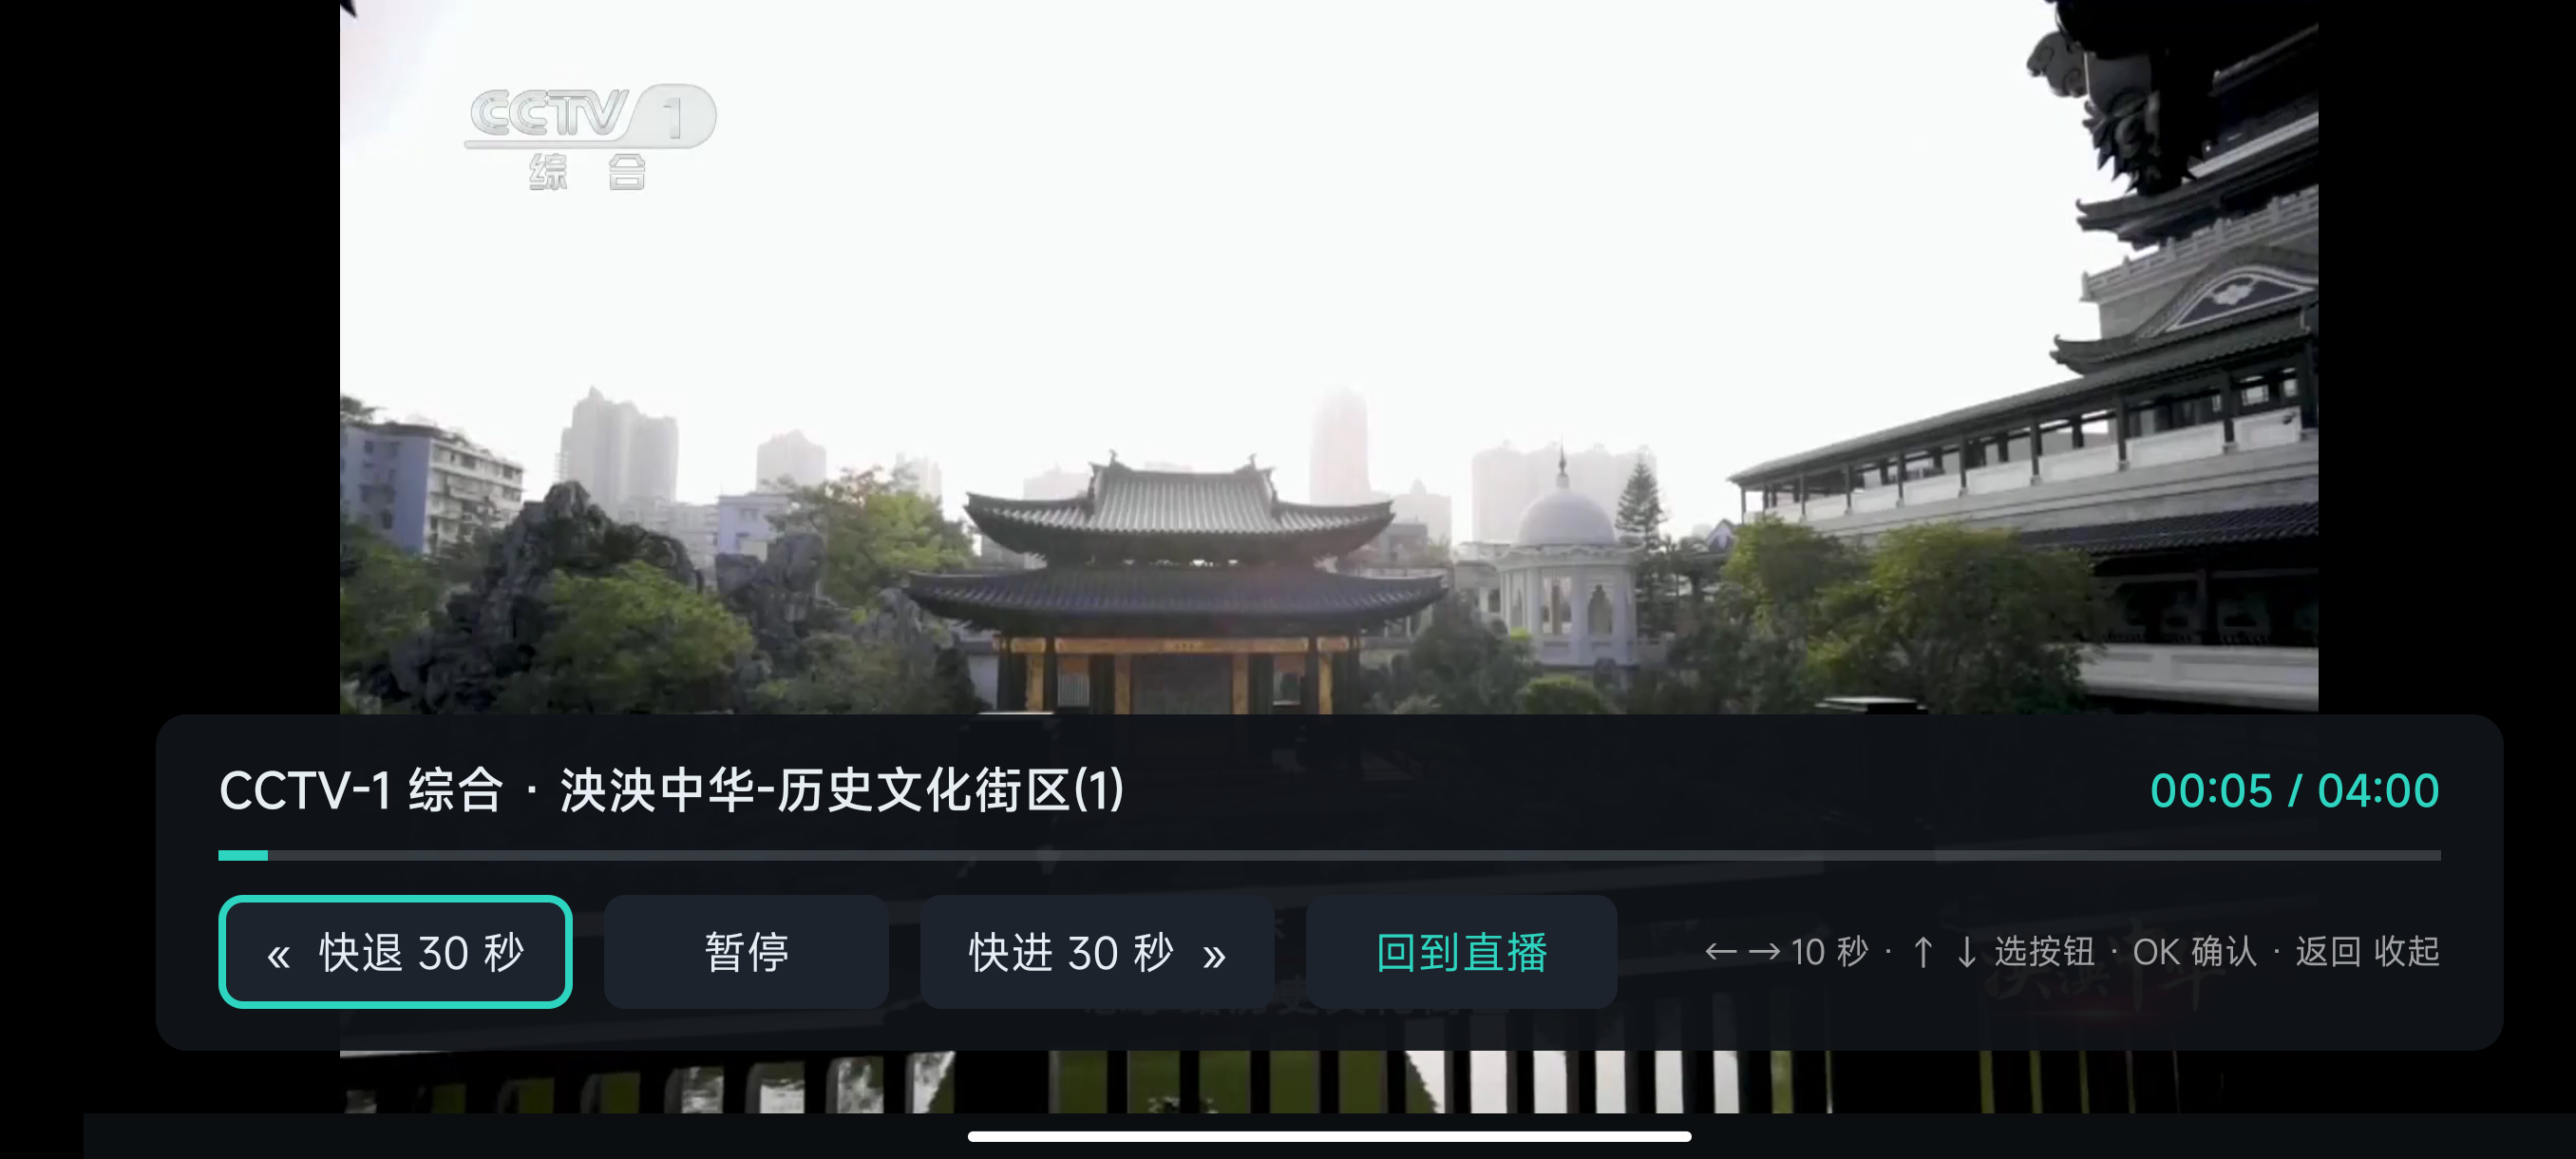 CCTV 1
综合
CCTV-1 综合 · 泱泱中华-历史文化街区(1)
00:05 / 04:00
« 快退 30 秒
暂停
快进 30 秒 »
回到直播
←→ 10 秒 · ↑ ↓ 选按钮 · OK 确认 · 返回 收起